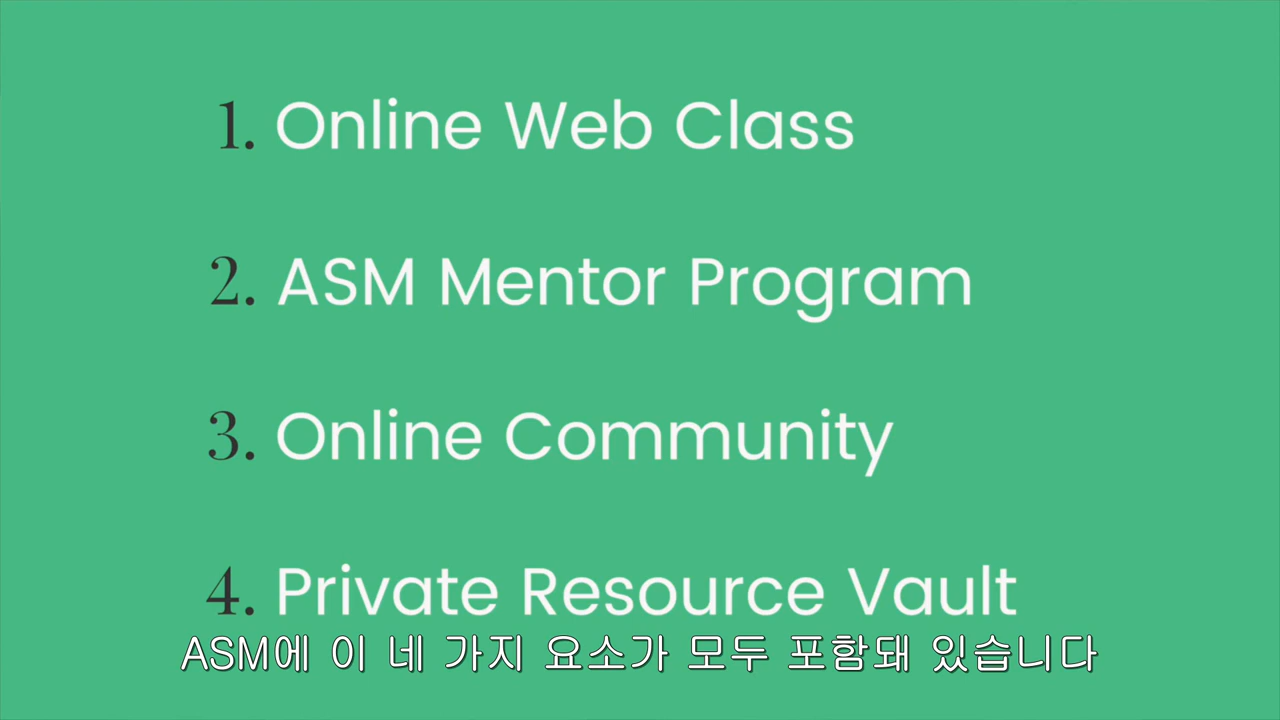 1. Online Web Class
2. ASM Mentor Program
3. Online Community
4. Private Resource Vault
ASM에 이 네 가지 요소가 모두 포함돼 있습니다